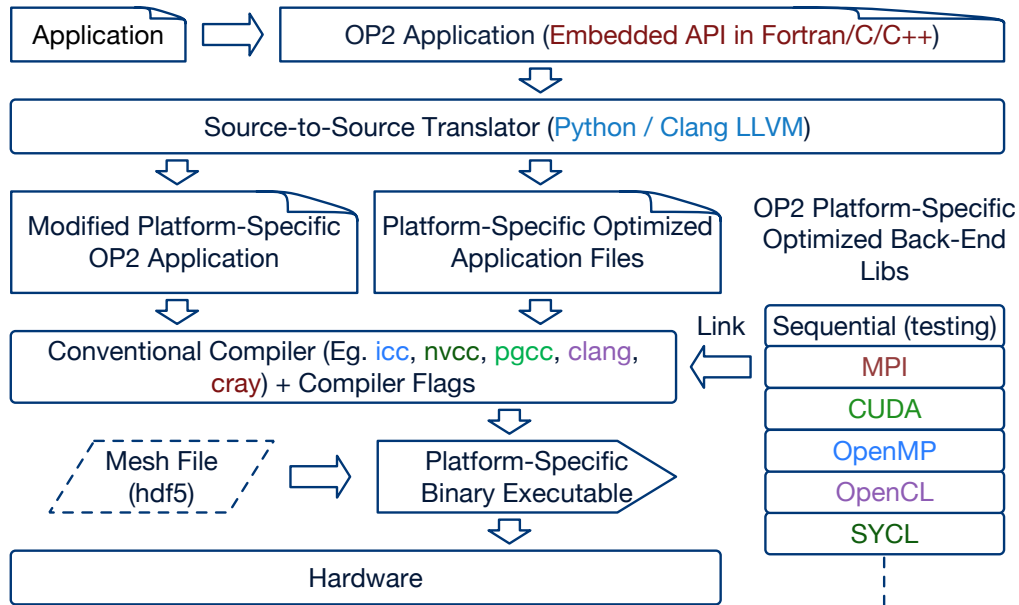 Application
OP2 Application (Embedded API in Fortran/C/C++)
Source-to-Source Translator (Python / Clang LLVM)
Modified Platform-Specific
OP2 Application
Platform-Specific Optimized
Application Files
OP2 Platform-Specific
Optimized Back-End
Libs
Conventional Compiler (Eg. icc, nvcc, pgcc, clang,
cray) + Compiler Flags
Link
Sequential (testing)
MPI
CUDA
OpenMP
OpenCL
SYCL
Mesh File
(hdf5)
Platform-Specific
Binary Executable
Hardware